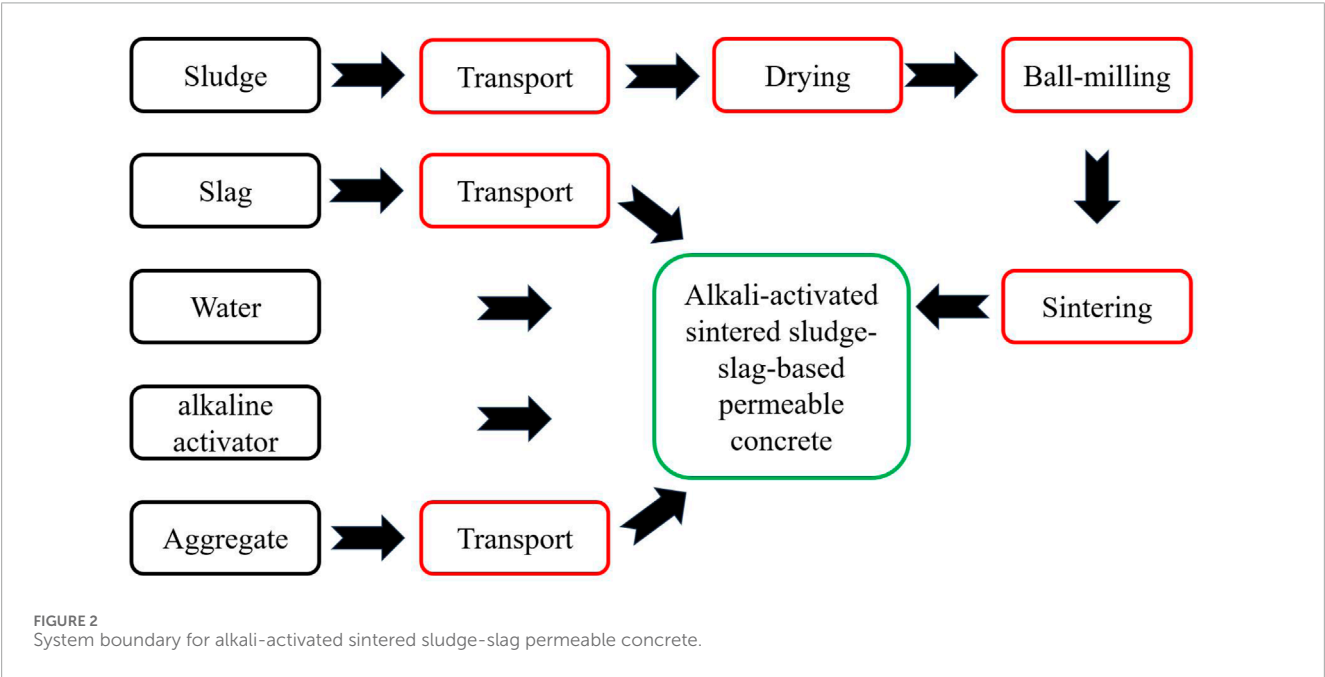 Sludge
Transport
Drying
Ball-milling
Slag
Transport
Water
Alkali-activated
sintered sludge-
slag-based
permeable
concrete
Sintering
alkaline
activator
Aggregate
Transport
FIGURE 2
System boundary for alkali-activated sintered sludge-slag permeable concrete.